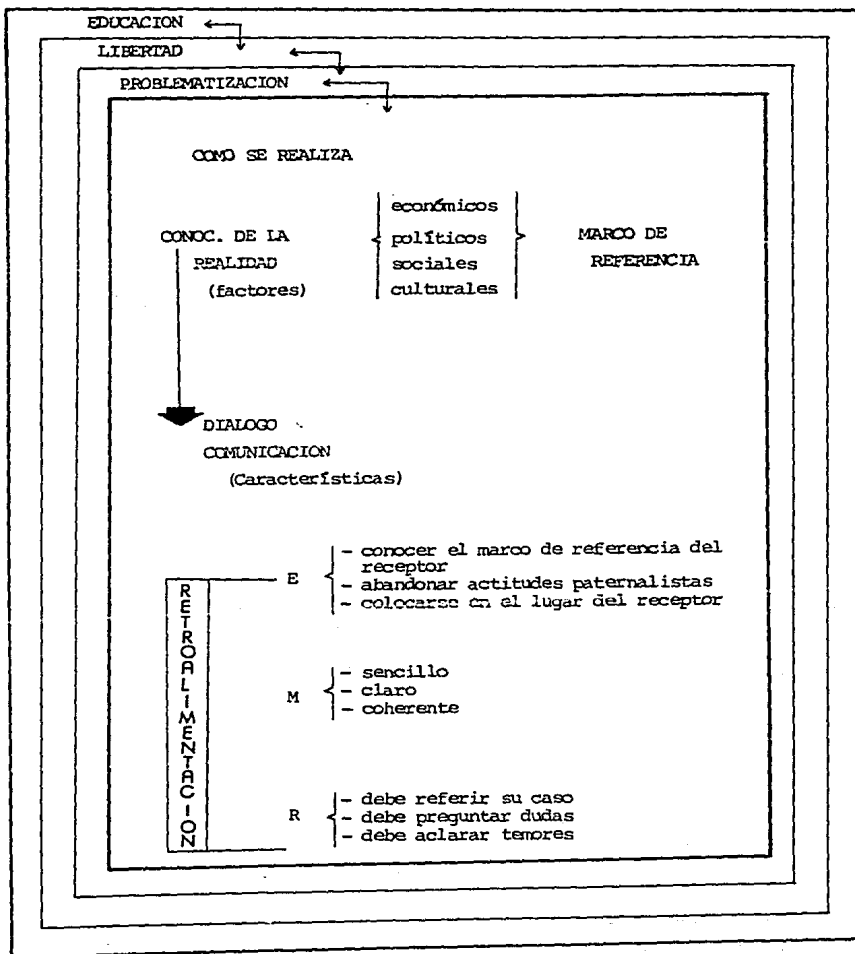 EDUCACION
LIBERTAD
PROBLEMATIZACION
COMO SE REALIZA
CONOC. DE LA
REALIDAD
(factores)
económicos
políticos
sociales
culturales
MARCO DE
REFERENCIA
DIALOGO
COMUNICACION
(Características)
RETROALIMENTACION
E
- conocer el marco de referencia del
receptor
- abandonar actitudes paternalistas
- colocarse en el lugar del receptor
M
- sencillo
- claro
- coherente
R
- debe referir su caso
- debe preguntar dudas
- debe aclarar temores